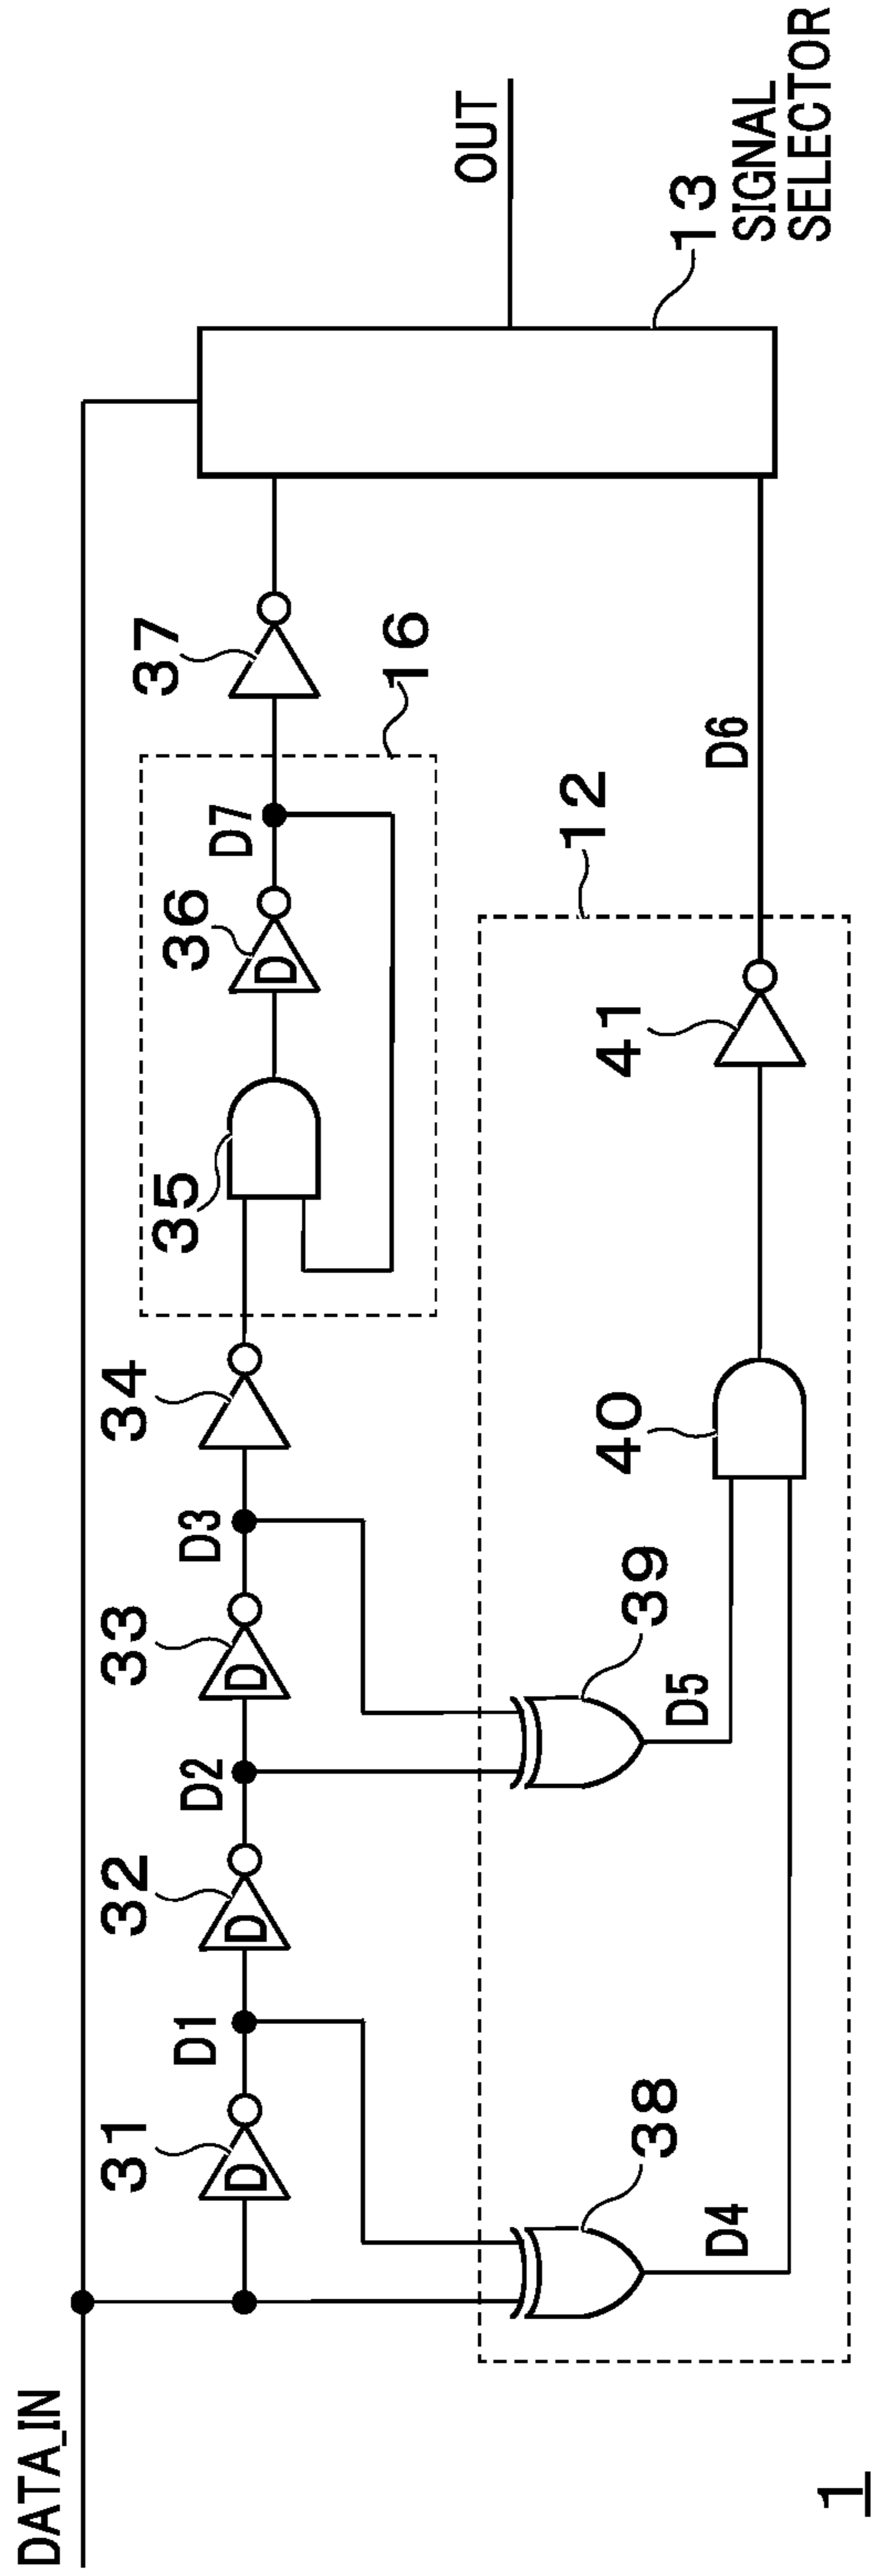 DATA_IN
OUT
31
D
D1
32
D
D2
33
D
D3
34
35
36
D
D7
37
16
13
SIGNAL
SELECTOR
12
38
D4
39
D5
40
41
D6
1